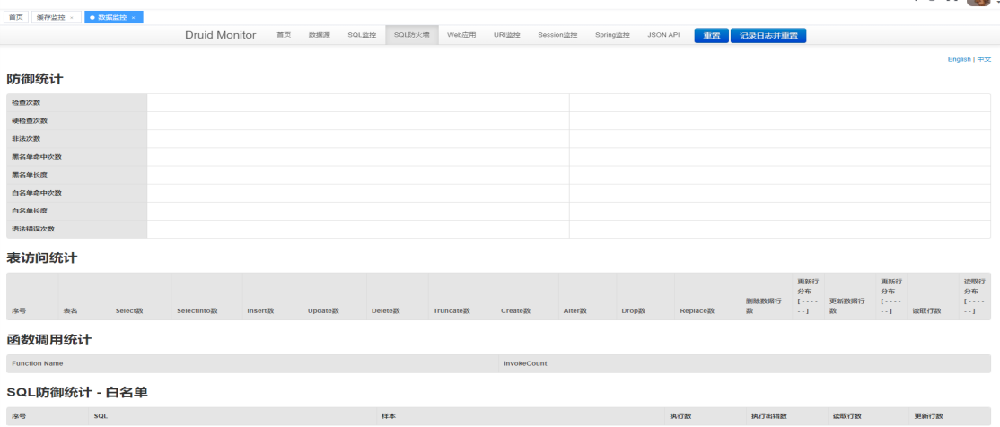 首页 缓存监控 × 数据监控 ×
Druid Monitor 首页 数据源 SQL监控 SQL防火墙 Web应用 URI监控 Session监控 Spring监控 JSON API 重置 记录日志并重置
English | 中文
防御统计
检查次数
硬检查次数
非法次数
黑名单命中次数
黑名单长度
白名单命中次数
白名单长度
语法错误次数
表访问统计
序号 表名 Select数 SelectInto数 Insert数 Update数 Delete数 Truncate数 Create数 Alter数 Drop数 Replace数 删除数据行数 更新行分布[------] 更新数据行数 更新行分布[------] 读取行数 读取行分布[------]
函数调用统计
Function Name InvokeCount
SQL防御统计 - 白名单
序号 SQL 样本 执行数 执行出错数 读取行数 更新行数